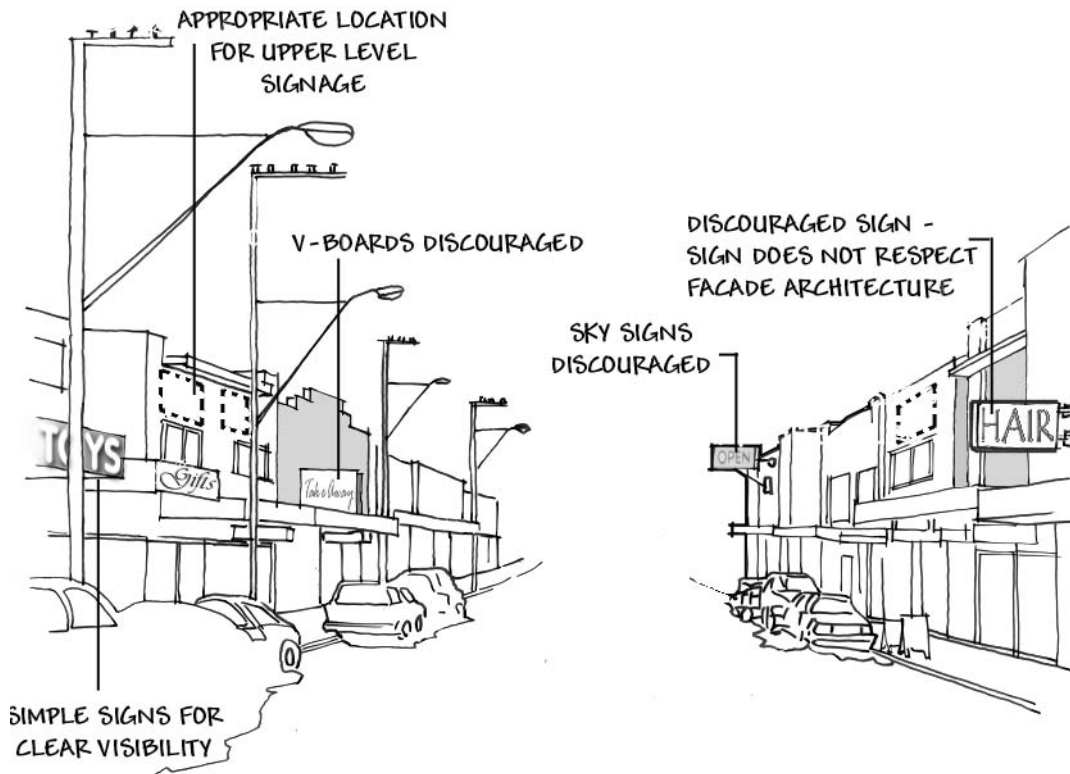 APPROPRIATE LOCATION
FOR UPPER LEVEL
SIGNAGE
V-BOARDS DISCOURAGED
DISCOURAGED SIGN -
SIGN DOES NOT RESPECT
FACADE ARCHITECTURE
SKY SIGNS
DISCOURAGED
TOYS
Gifts
Take Away
OPEN
HAIR
SIMPLE SIGNS FOR
CLEAR VISIBILITY